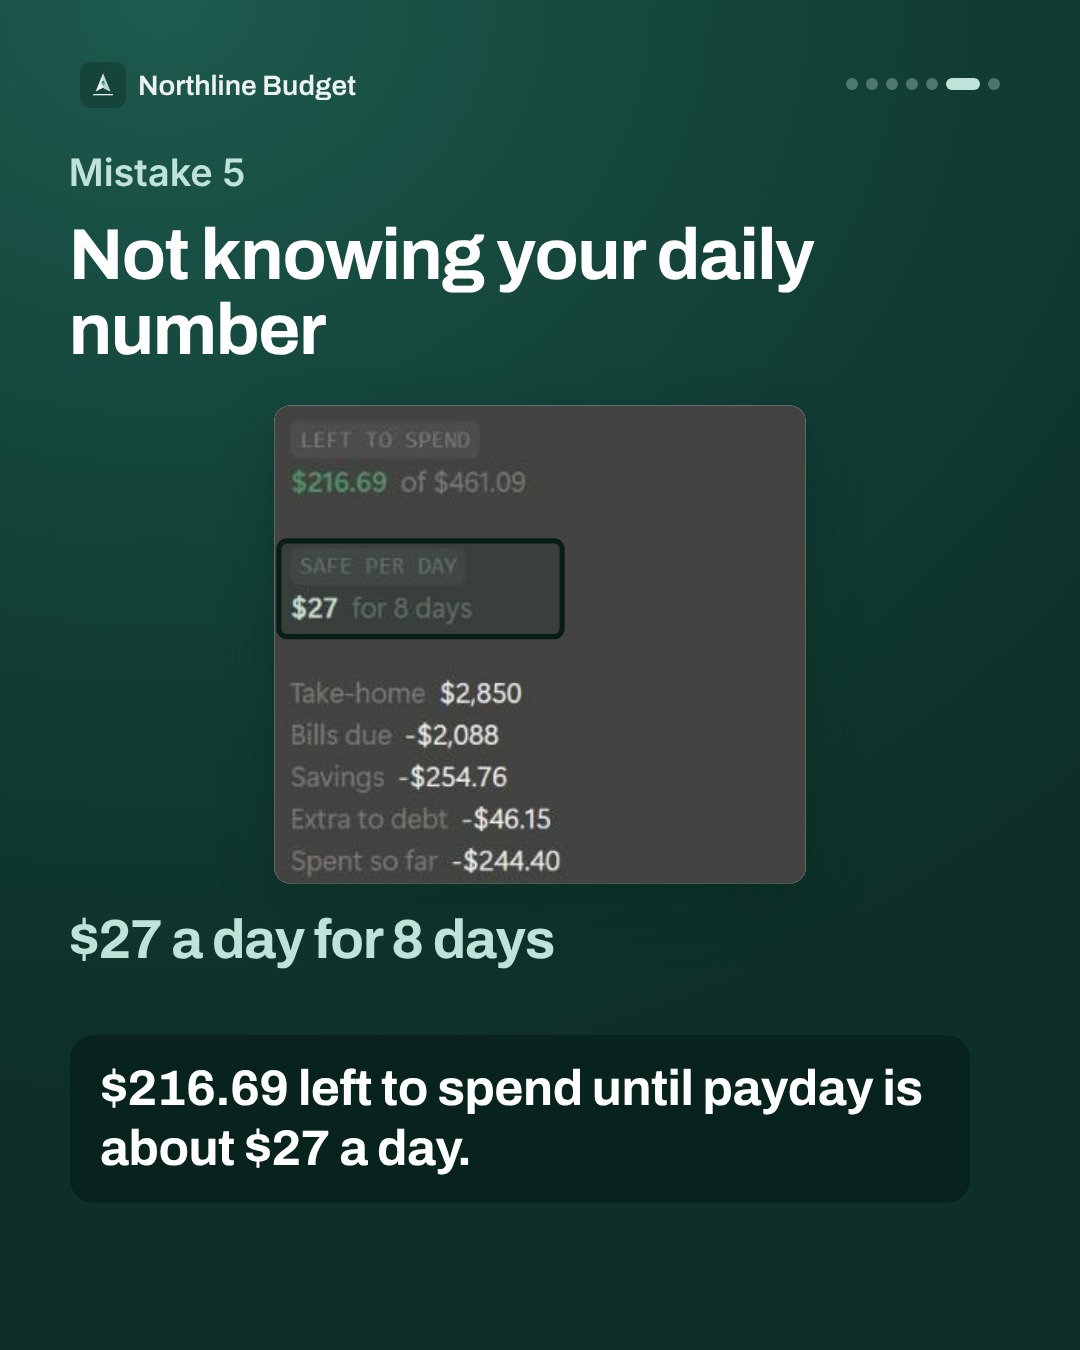 Northline Budget
Mistake 5
Not knowing your daily
number
LEFT TO SPEND
$216.69 of $461.09
SAFE PER DAY
$27 for 8 days
Take-home $2,850
Bills due -$2,088
Savings -$254.76
Extra to debt -$46.15
Spent so far -$244.40
$27 a day for 8 days
$216.69 left to spend until payday is
about $27 a day.